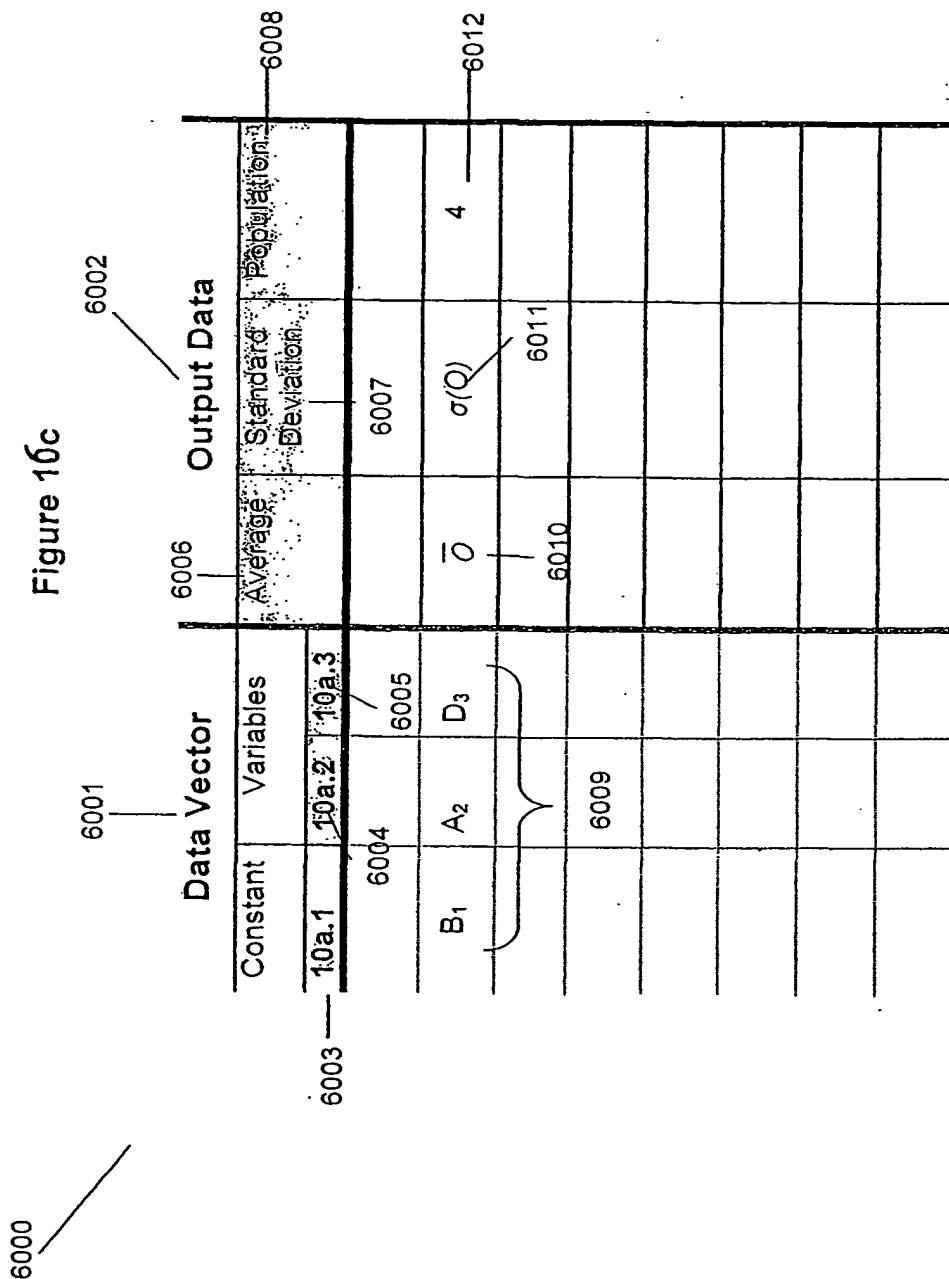 Figure 10c
6000
6001
6002
Data Vector
Output Data
6006
6008
Constant
Variables
Average
Standard
Deviation
Population
6003
10a.1
10a.2
10a.3
6004
6005
6007
B₁
A₂
D₃
O̅
σ(O)
4
6012
6009
6010
6011